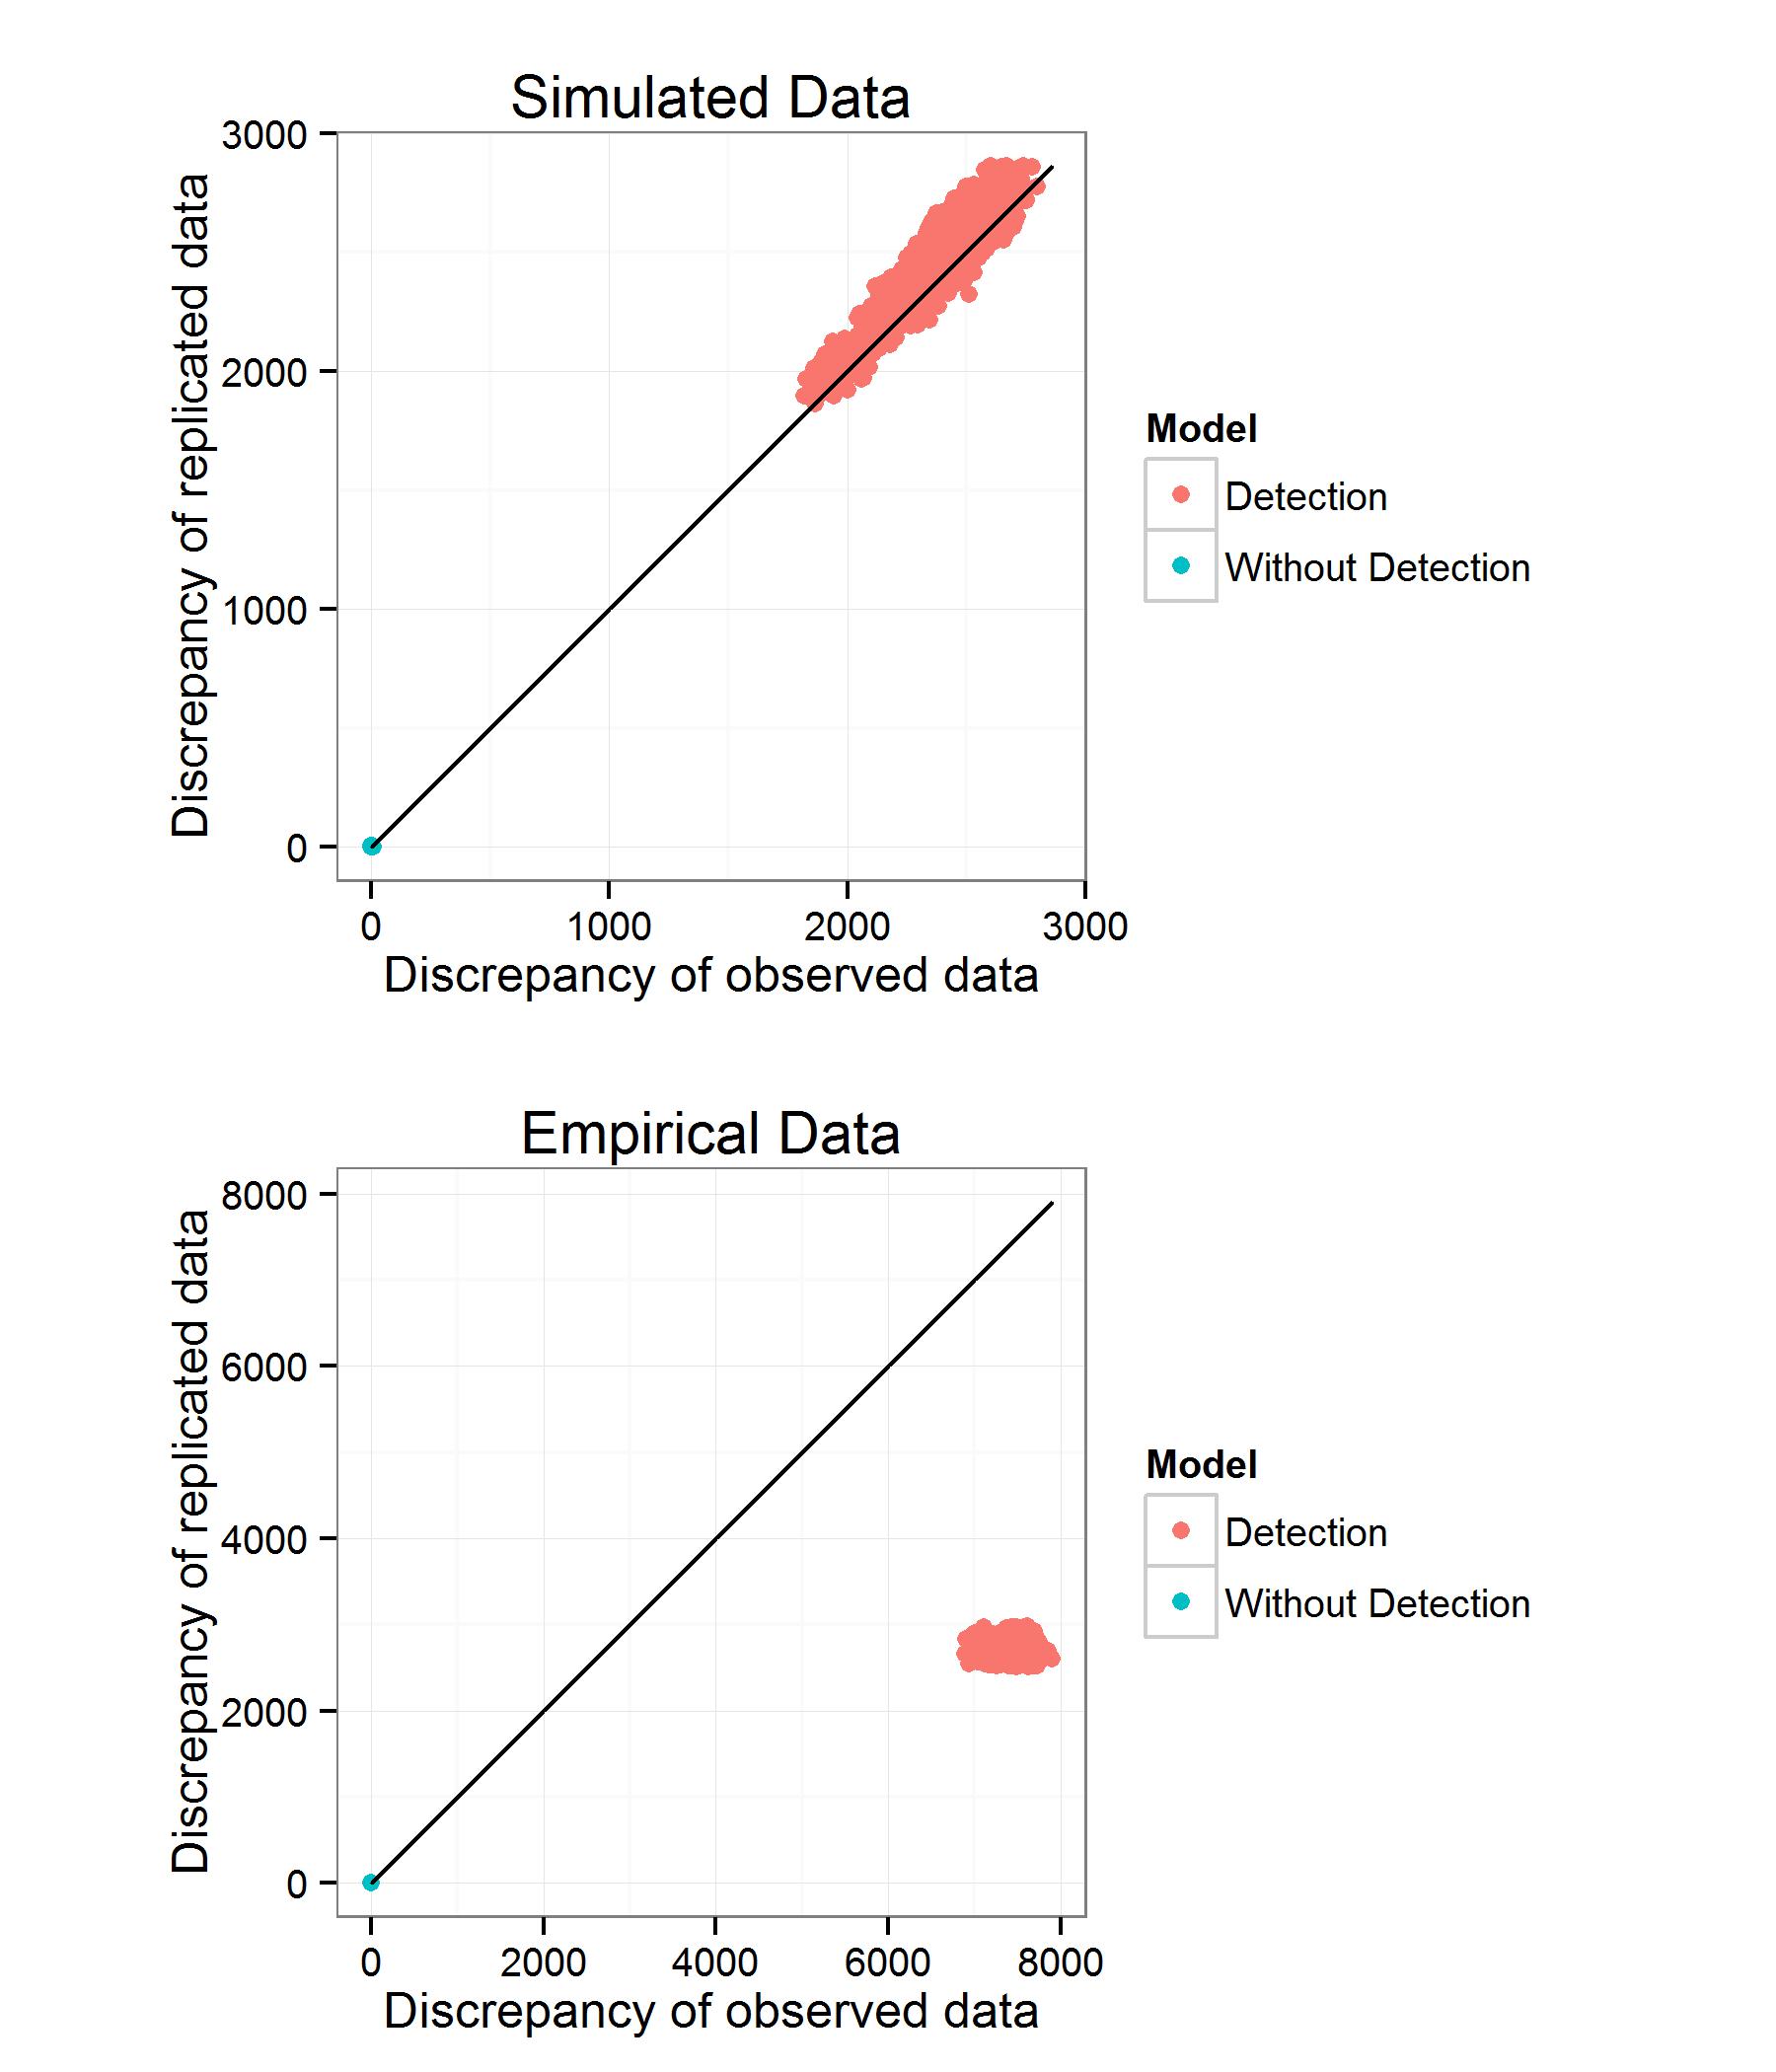 Simulated Data
3000
2000
1000
0
Discrepancy of replicated data
0 1000 2000 3000
Discrepancy of observed data
Model
Detection
Without Detection
Empirical Data
8000
6000
4000
2000
0
Discrepancy of replicated data
0 2000 4000 6000 8000
Discrepancy of observed data
Model
Detection
Without Detection